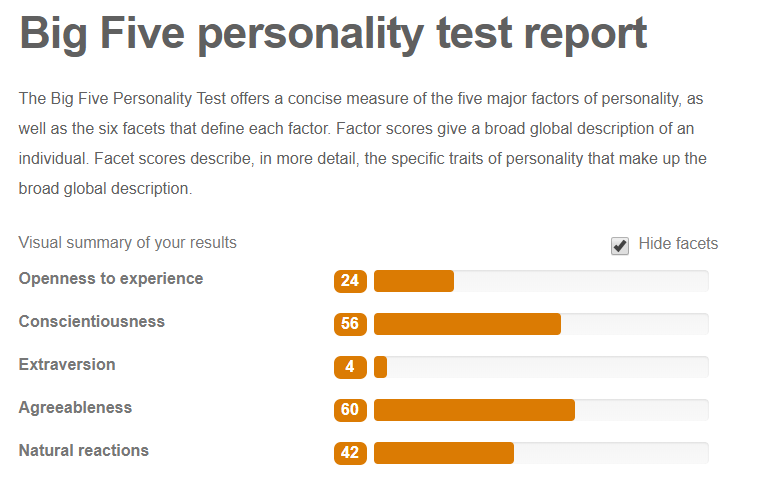 Big Five personality test report
The Big Five Personality Test offers a concise measure of the five major factors of personality, as
well as the six facets that define each factor. Factor scores give a broad global description of an
individual. Facet scores describe, in more detail, the specific traits of personality that make up the
broad global description.
Visual summary of your results Hide facets
Openness to experience 24
Conscientiousness 56
Extraversion 4
Agreeableness 60
Natural reactions 42